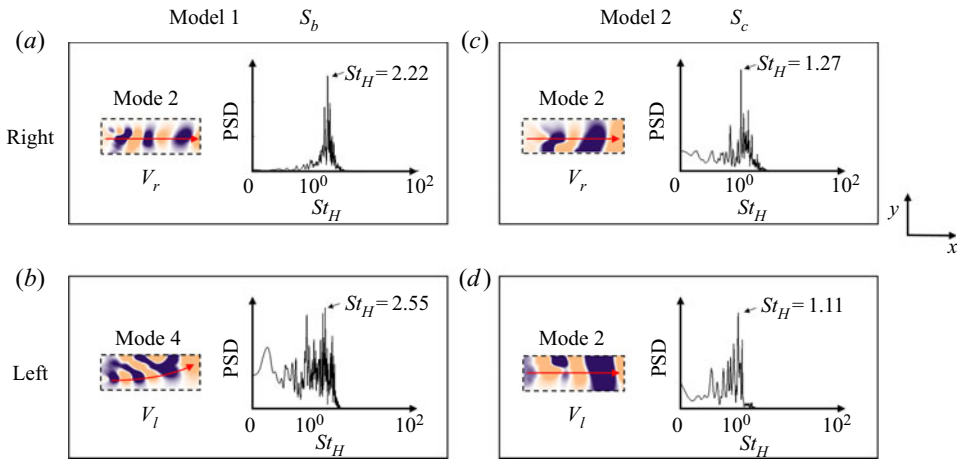 Model 1 S_b Model 2 S_c
(a)
Right
Mode 2
V_r
PSD
St_H = 2.22
0 10^0 10^2
St_H
(c)
Mode 2
V_r
PSD
St_H = 1.27
0 10^0 10^2
St_H
y
x
(b)
Left
Mode 4
V_l
PSD
St_H = 2.55
0 10^0 10^2
St_H
(d)
Mode 2
V_l
PSD
St_H = 1.11
0 10^0 10^2
St_H